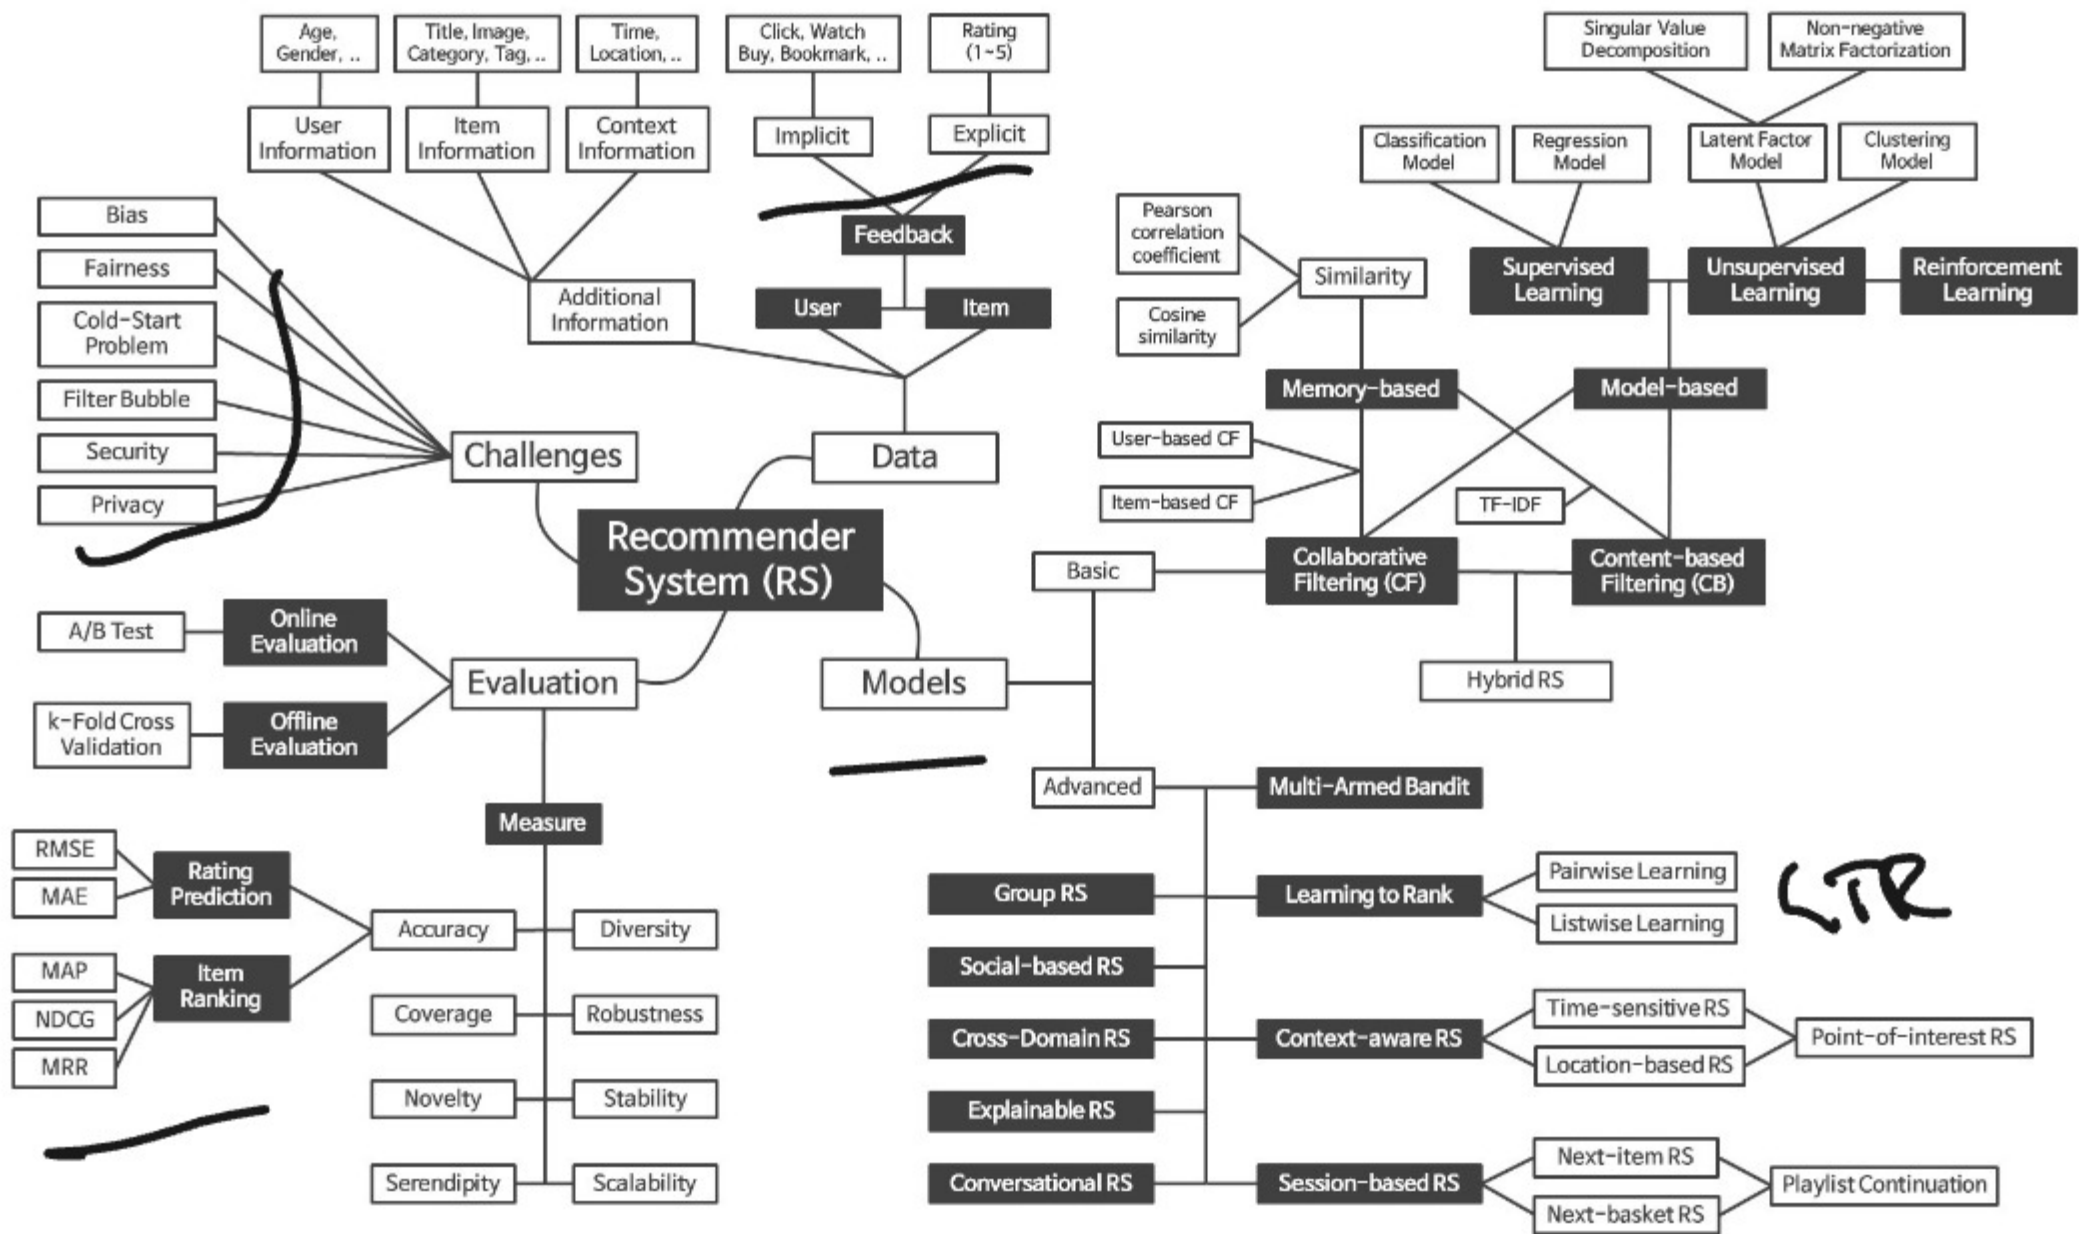 Age,
Gender, ..
Title, Image,
Category, Tag, ..
Time,
Location, ..
Click, Watch
Buy, Bookmark, ..
Rating
(1~5)
User
Information
Item
Information
Context
Information
Implicit
Explicit
Feedback
User
Item
Additional
Information
Data
Bias
Fairness
Cold-Start
Problem
Filter Bubble
Security
Privacy
Challenges
Recommender
System (RS)
Singular Value
Decomposition
Non-negative
Matrix Factorization
Classification
Model
Regression
Model
Latent Factor
Model
Clustering
Model
Supervised
Learning
Unsupervised
Learning
Reinforcement
Learning
Pearson
correlation
coefficient
Cosine
similarity
Similarity
Memory-based
Model-based
User-based CF
Item-based CF
TF-IDF
Basic
Collaborative
Filtering (CF)
Content-based
Filtering (CB)
Hybrid RS
Models
A/B Test
Online
Evaluation
k-Fold Cross
Validation
Offline
Evaluation
Evaluation
Measure
RMSE
MAE
Rating
Prediction
MAP
NDCG
MRR
Item
Ranking
Accuracy
Diversity
Coverage
Robustness
Novelty
Stability
Serendipity
Scalability
Advanced
Multi-Armed Bandit
Group RS
Learning to Rank
Pairwise Learning
Listwise Learning
LTR
Social-based RS
Cross-Domain RS
Context-aware RS
Time-sensitive RS
Location-based RS
Point-of-interest RS
Explainable RS
Conversational RS
Session-based RS
Next-item RS
Next-basket RS
Playlist Continuation